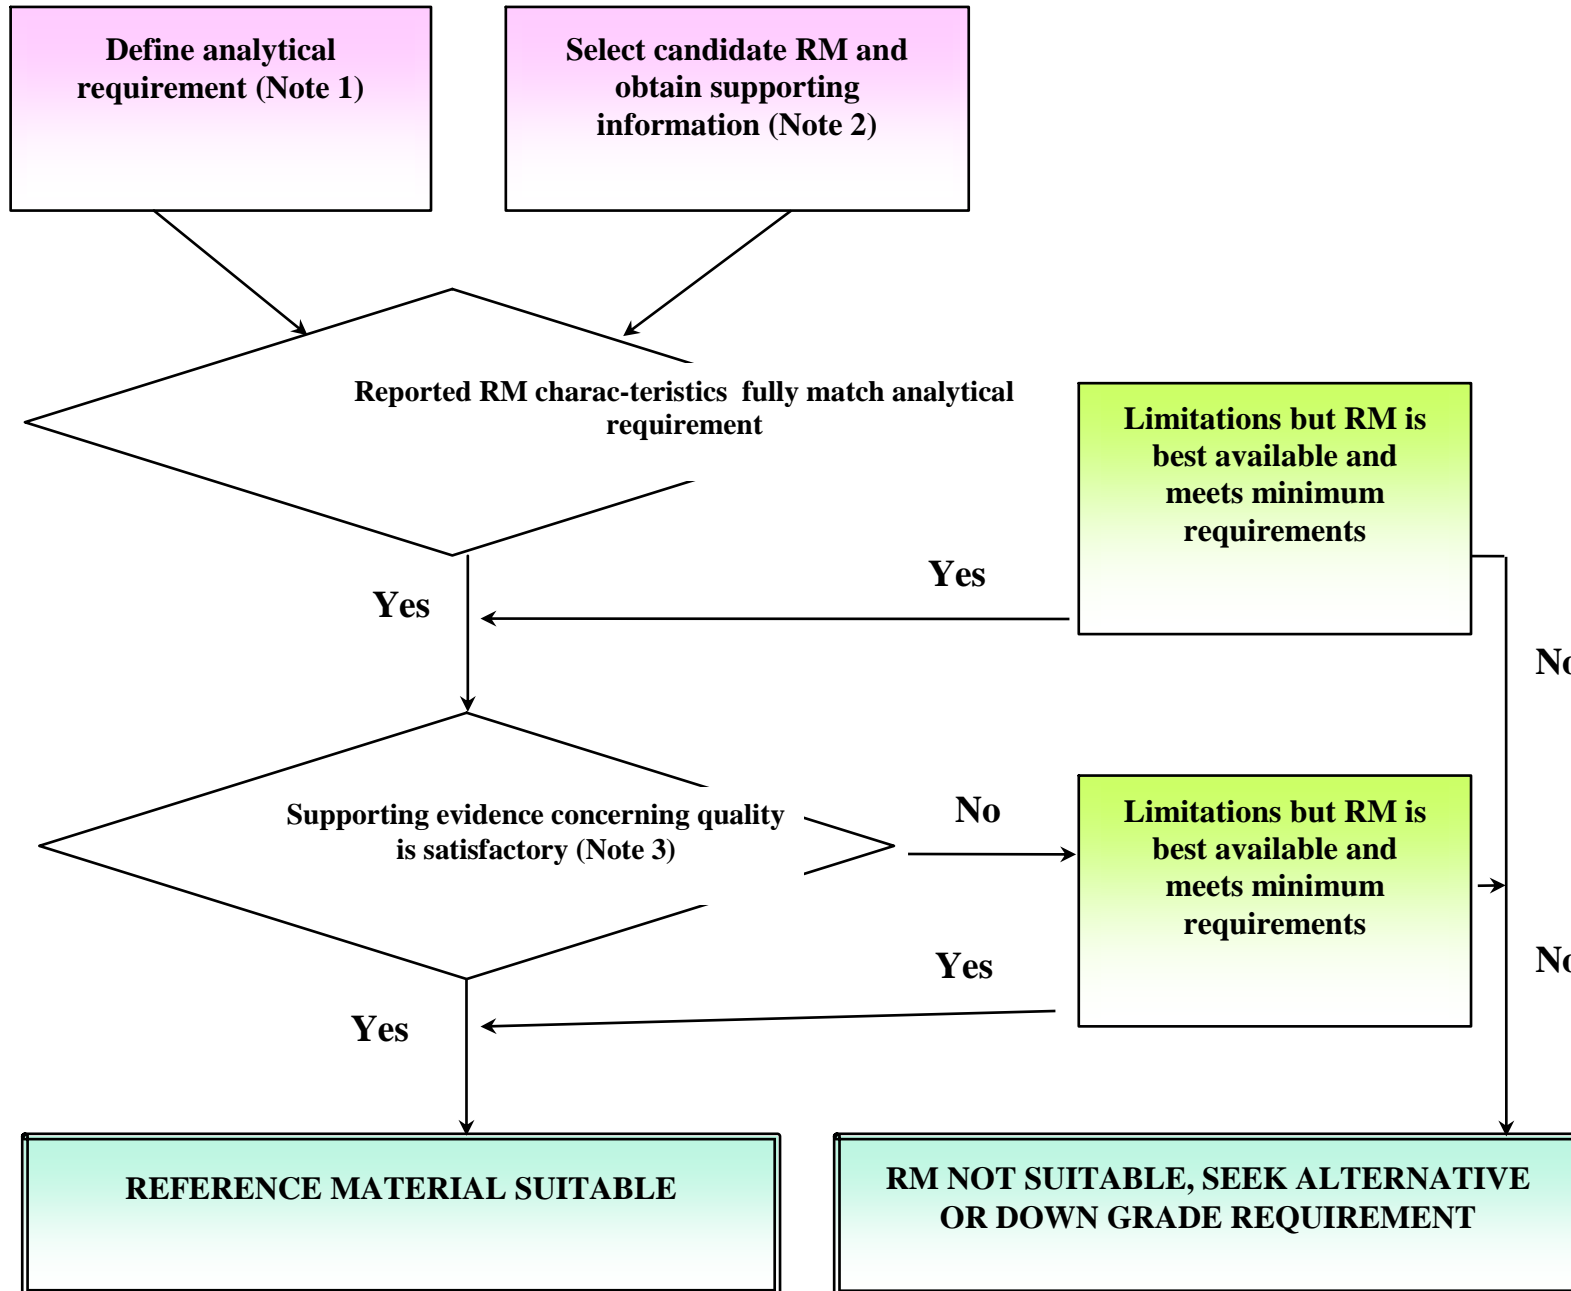 Define analytical
requirement (Note 1)
Select candidate RM and
obtain supporting
information (Note 2)
Reported RM charac-teristics  fully match analytical
requirement
Limitations but RM is
best available and
meets minimum
requirements
Yes
Yes
No
Supporting evidence concerning quality
is satisfactory (Note 3)
No
Limitations but RM is
best available and
meets minimum
requirements
Yes
No
Yes
REFERENCE MATERIAL SUITABLE
RM NOT SUITABLE, SEEK ALTERNATIVE
OR DOWN GRADE REQUIREMENT